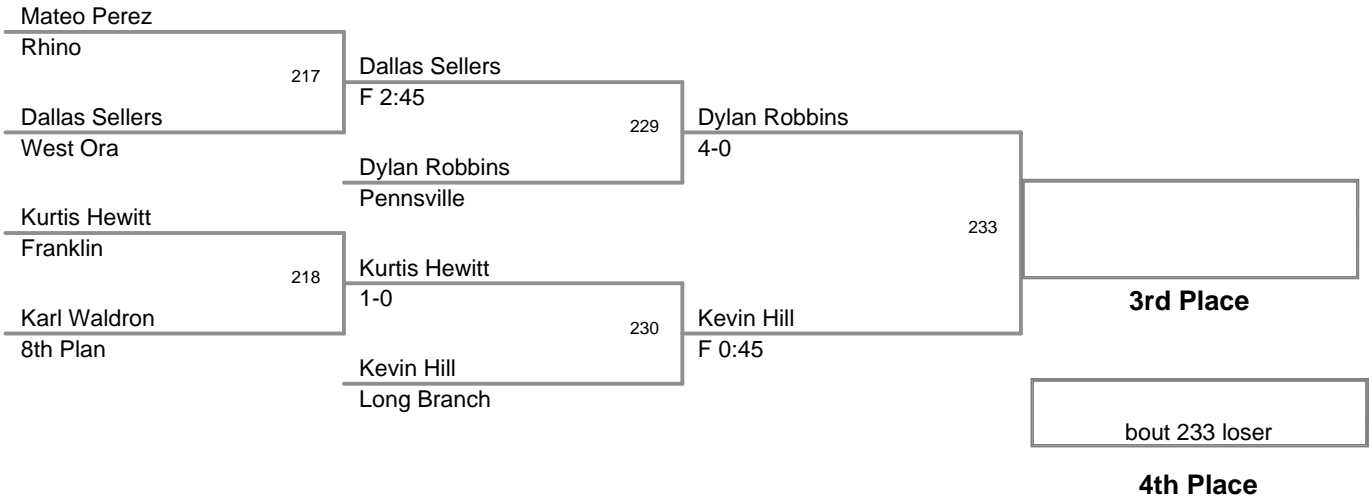 Mateo Perez
Rhino
217
Dallas Sellers
West Ora
Dallas Sellers
F 2:45
229
Dylan Robbins
Pennsville
Dylan Robbins
4-0
Kurtis Hewitt
Franklin
218
Karl Waldron
8th Plan
Kurtis Hewitt
1-0
230
Kevin Hill
Long Branch
Kevin Hill
F 0:45
233
3rd Place
bout 233 loser
4th Place